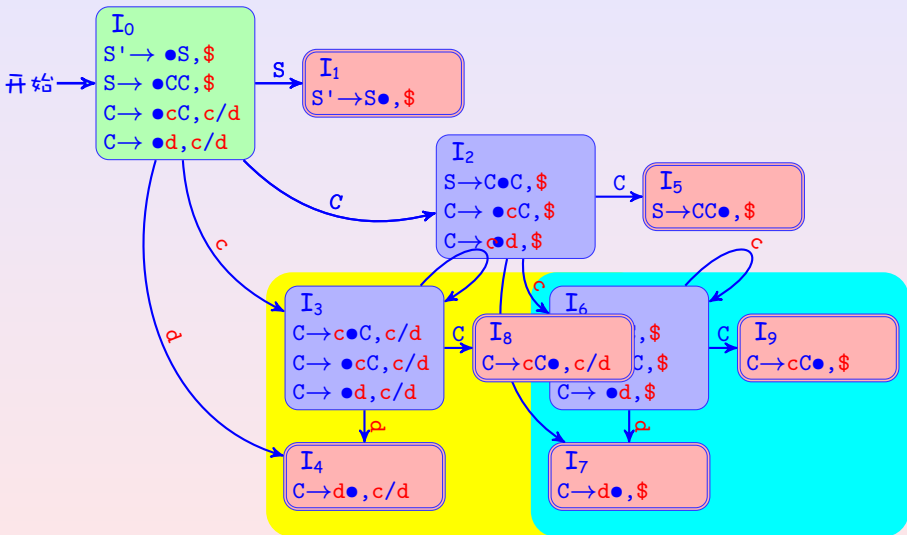 I₀
S'→ ●S,$
S→ ●CC,$
C→ ●cC,c/d
C→ ●d,c/d
开始
S
I₁
S'→S●,$
C
c
d
I₂
S→C●C,$
C→ ●cC,$
C→ ●d,$
C
I₅
S→CC●,$
c
c
I₃
C→c●C,c/d
C→ ●cC,c/d
C→ ●d,c/d
C
I₈
C→cC●,c/d
I₆
,$
C,$
C→ ●d,$
C
I₉
C→cC●,$
d
I₄
C→d●,c/d
d
I₇
C→d●,$